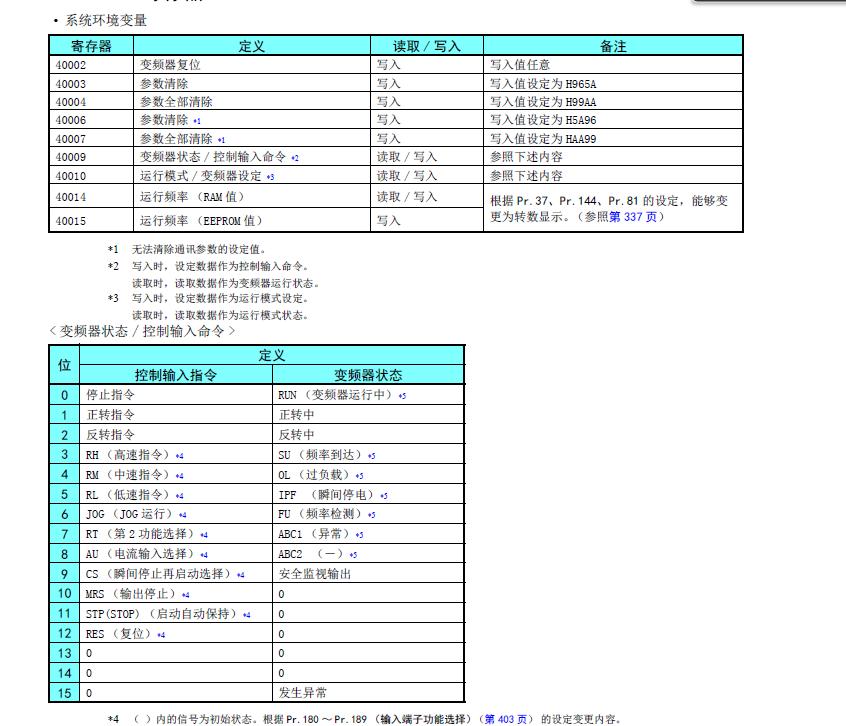 • 系统环境变量
寄存器 定义 读取/写入 备注
40002 变频器复位 写入 写入值任意
40003 参数清除 写入 写入值设定为 H965A
40004 参数全部清除 写入 写入值设定为 H99AA
40006 参数清除 *1 写入 写入值设定为 H5A96
40007 参数全部清除 *1 写入 写入值设定为 HAA99
40009 变频器状态/控制输入命令 *2 读取/写入 参照下述内容
40010 运行模式/变频器设定 *3 读取/写入 参照下述内容
40014 运行频率 (RAM 值) 读取/写入 根据 Pr.37、Pr.144、Pr.81 的设定,能够变
40015 运行频率 (EEPROM 值) 写入 更为转数显示。(参照第 337 页)
*1 无法清除通讯参数的设定值。
*2 写入时,设定数据作为控制输入命令。
读取时,读取数据作为变频器运行状态。
*3 写入时,设定数据作为运行模式设定。
读取时,读取数据作为运行模式状态。
<变频器状态/控制输入命令>
位 定义
控制输入指令 变频器状态
0 停止指令 RUN (变频器运行中) *5
1 正转指令 正转中
2 反转指令 反转中
3 RH (高速指令) *4 SU (频率到达) *5
4 RM (中速指令) *4 OL (过负载) *5
5 RL (低速指令) *4 IPF (瞬间停电) *5
6 JOG (JOG 运行) *4 FU (频率检测) *5
7 RT (第 2 功能选择) *4 ABC1 (异常) *5
8 AU (电流输入选择) *4 ABC2 (—) *5
9 CS (瞬间停止再启动选择) *4 安全监视输出
10 MRS (输出停止) *4 0
11 STP(STOP) (启动自动保持) *4 0
12 RES (复位) *4 0
13 0 0
14 0 0
15 0 发生异常
*4 ( ) 内的信号为初始状态。根据 Pr.180 ～ Pr.189 (输入端子功能选择) (第 403 页) 的设定变更内容。